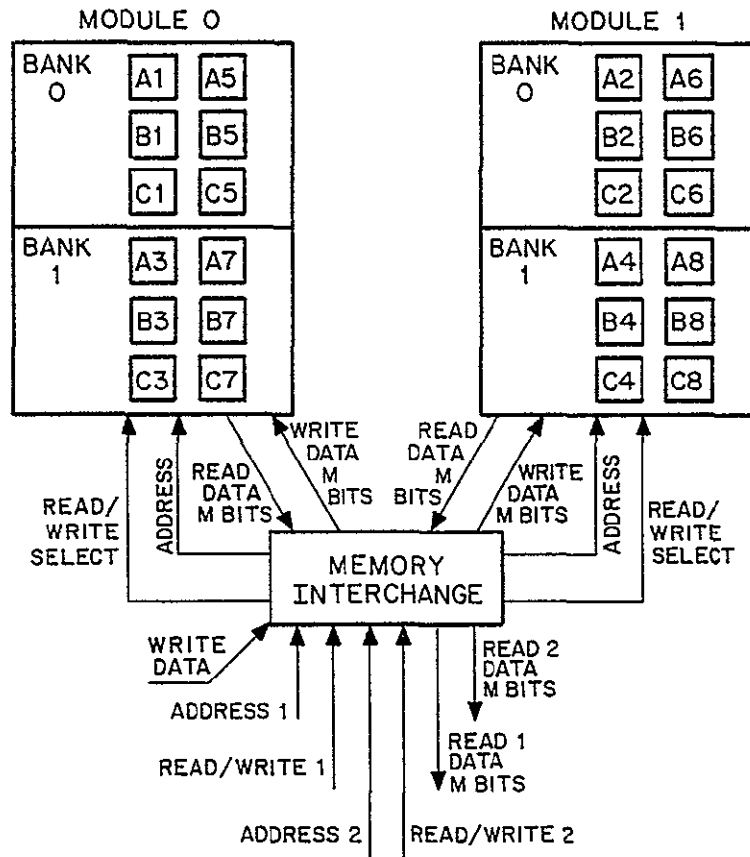 MODULE 0
BANK
0
A1 A5
B1 B5
C1 C5
BANK
1
A3 A7
B3 B7
C3 C7
MODULE 1
BANK
0
A2 A6
B2 B6
C2 C6
BANK
1
A4 A8
B4 B8
C4 C8
READ/
WRITE
SELECT
ADDRESS
READ
DATA
M BITS
WRITE
DATA
M
BITS
READ
DATA
M
BITS
WRITE
DATA
M BITS
ADDRESS
READ/
WRITE
SELECT
MEMORY
INTERCHANGE
WRITE
DATA
ADDRESS 1
READ/WRITE 1
ADDRESS 2
READ/WRITE 2
READ 1
DATA
M BITS
READ 2
DATA
M BITS